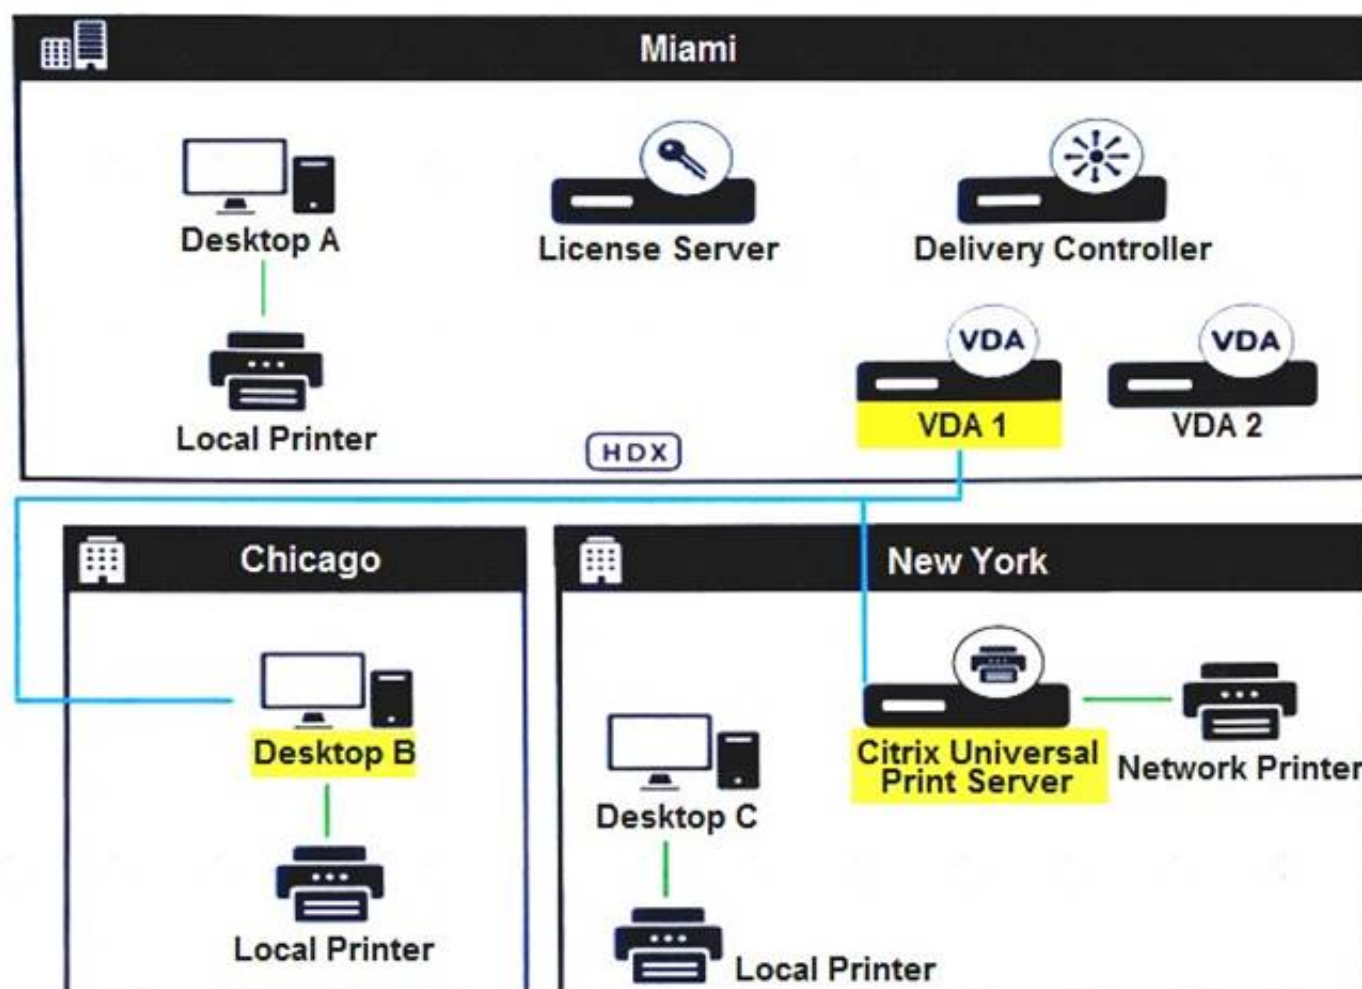 Miami
Desktop A
License Server
Delivery Controller
Local Printer
HDX
VDA
VDA 1
VDA
VDA 2
Chicago
Desktop B
Local Printer
New York
Citrix Universal
Print Server
Network Printer
Desktop C
Local Printer